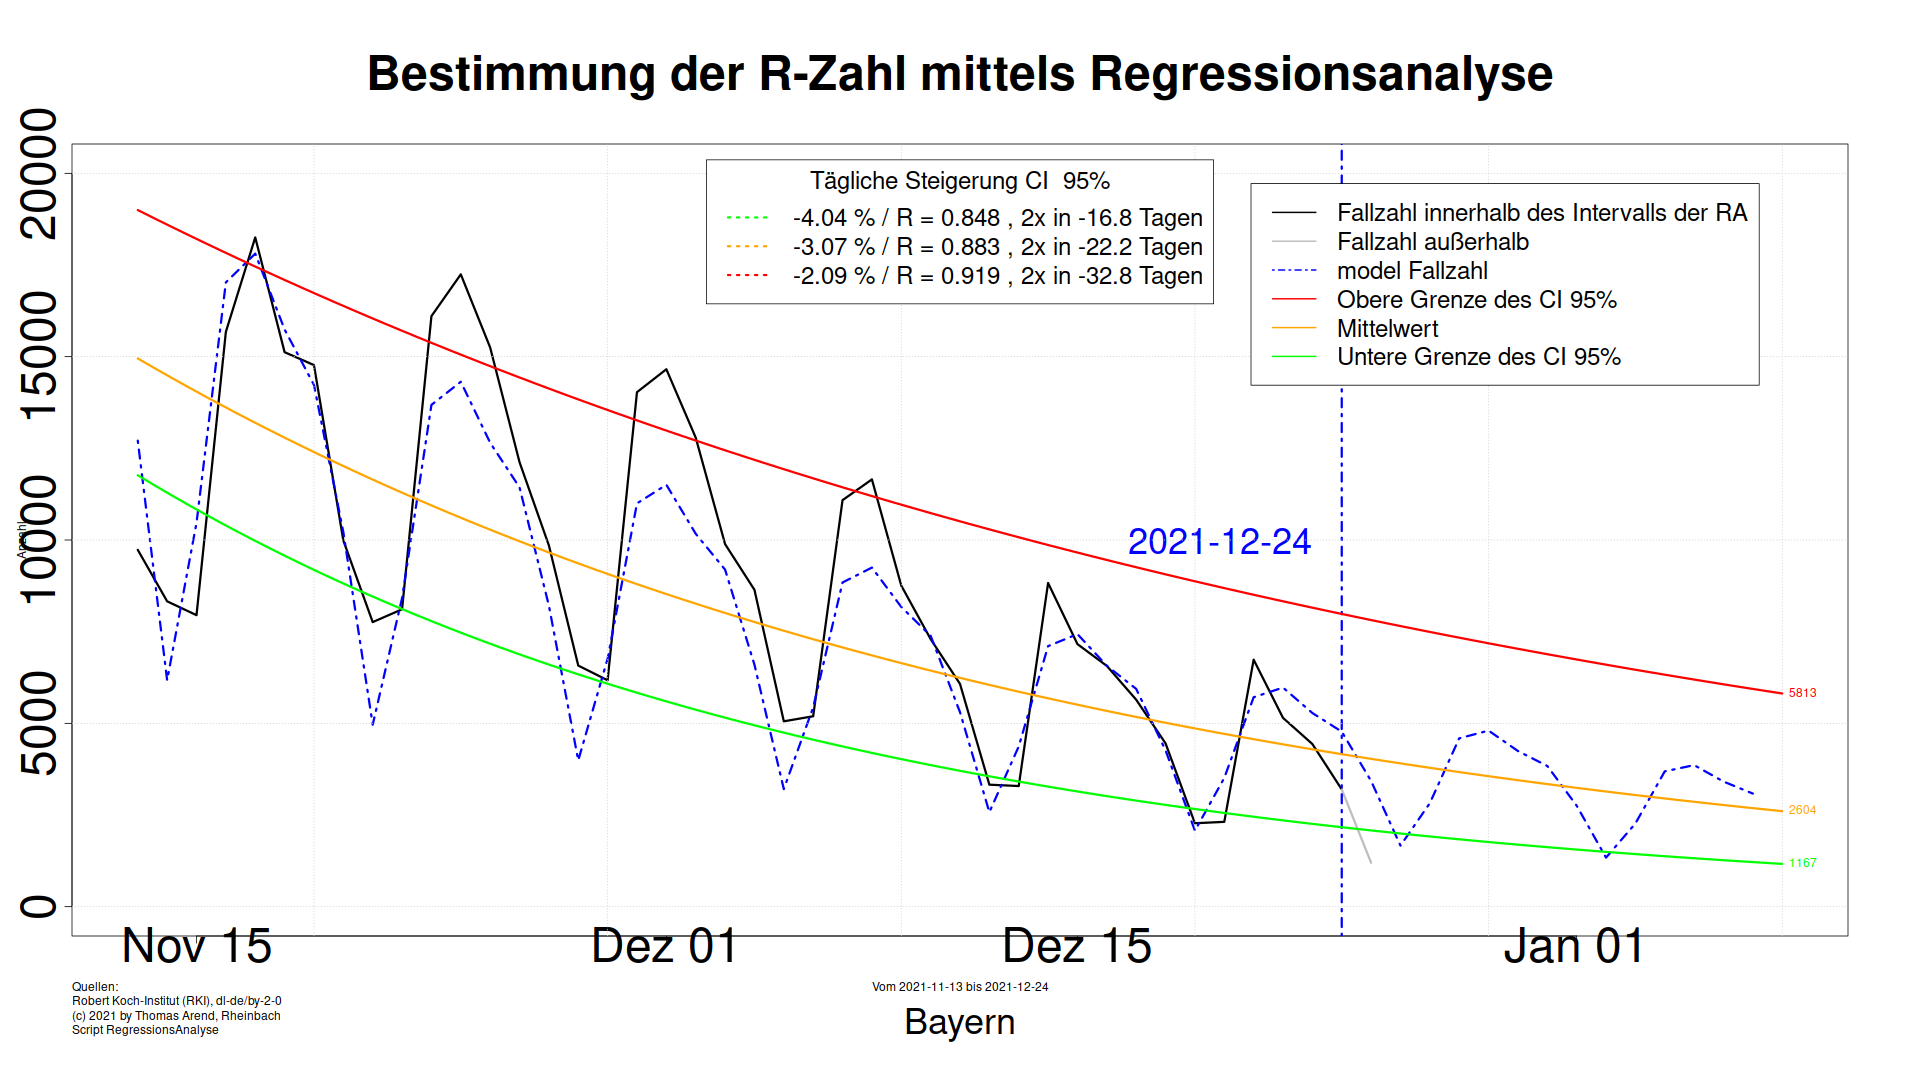 Bestimmung der R-Zahl mittels Regressionsanalyse
20000
15000
10000
5000
0
Anzahl
Tägliche Steigerung CI  95%
-4.04 % / R = 0.848 , 2x in -16.8 Tagen
-3.07 % / R = 0.883 , 2x in -22.2 Tagen
-2.09 % / R = 0.919 , 2x in -32.8 Tagen
Fallzahl innerhalb des Intervalls der RA
Fallzahl außerhalb
model Fallzahl
Obere Grenze des CI 95%
Mittelwert
Untere Grenze des CI 95%
2021-12-24
5813
2604
1167
Nov 15
Dez 01
Dez 15
Jan 01
Quellen:
Robert Koch-Institut (RKI), dl-de/by-2-0
(c) 2021 by Thomas Arend, Rheinbach
Script RegressionsAnalyse
Vom 2021-11-13 bis 2021-12-24
Bayern